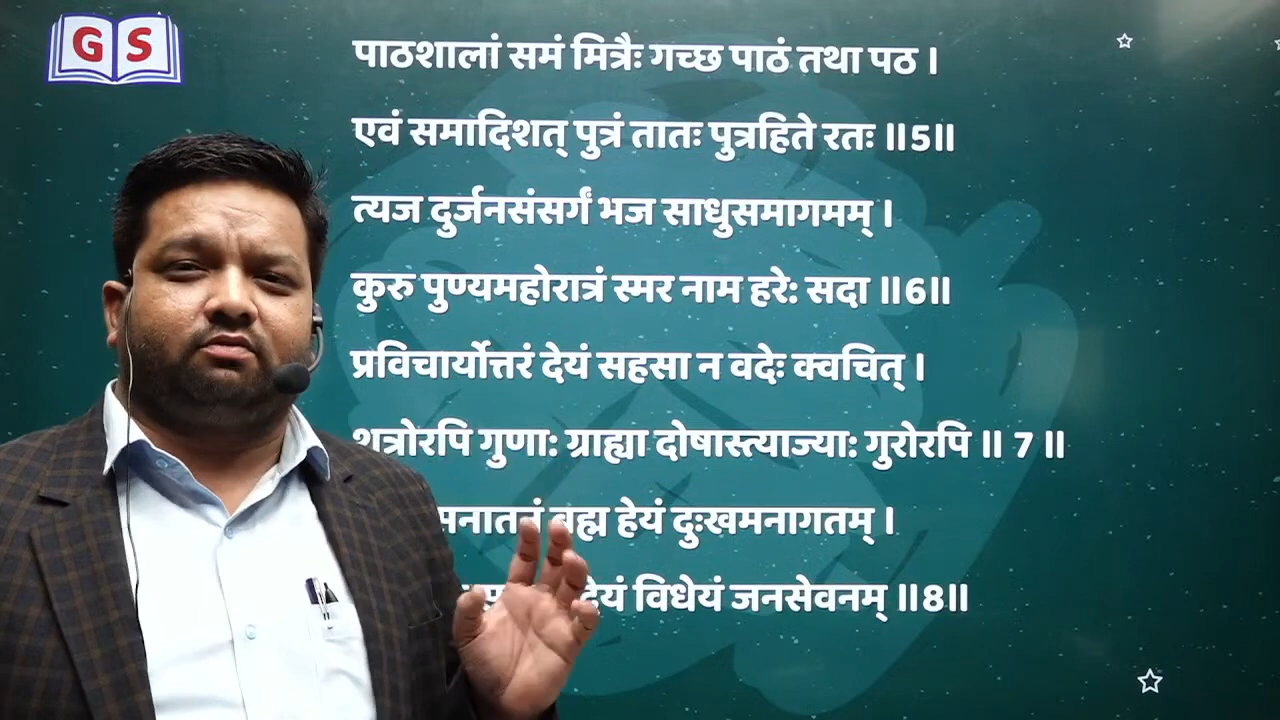 GS
पाठशालां समं मित्रैः गच्छ पाठं तथा पठ ।
एवं समादिशत् पुत्रं तातः पुत्रहिते रतः ॥5॥
त्यज दुर्जनसंसर्गं भज साधुसमागमम् ।
कुरु पुण्यमहोरात्रं स्मर नाम हरेः सदा ॥6॥
प्रविचार्योत्तरं देयं सहसा न वदेः क्वचित् ।
शत्रोरपि गुणाः ग्राह्या दोषास्त्याज्याः गुरोरपि ॥ 7 ॥
ब्रह्म हेयं दुःखमनागतम् ।
विधेयं जनसेवनम् ॥8॥